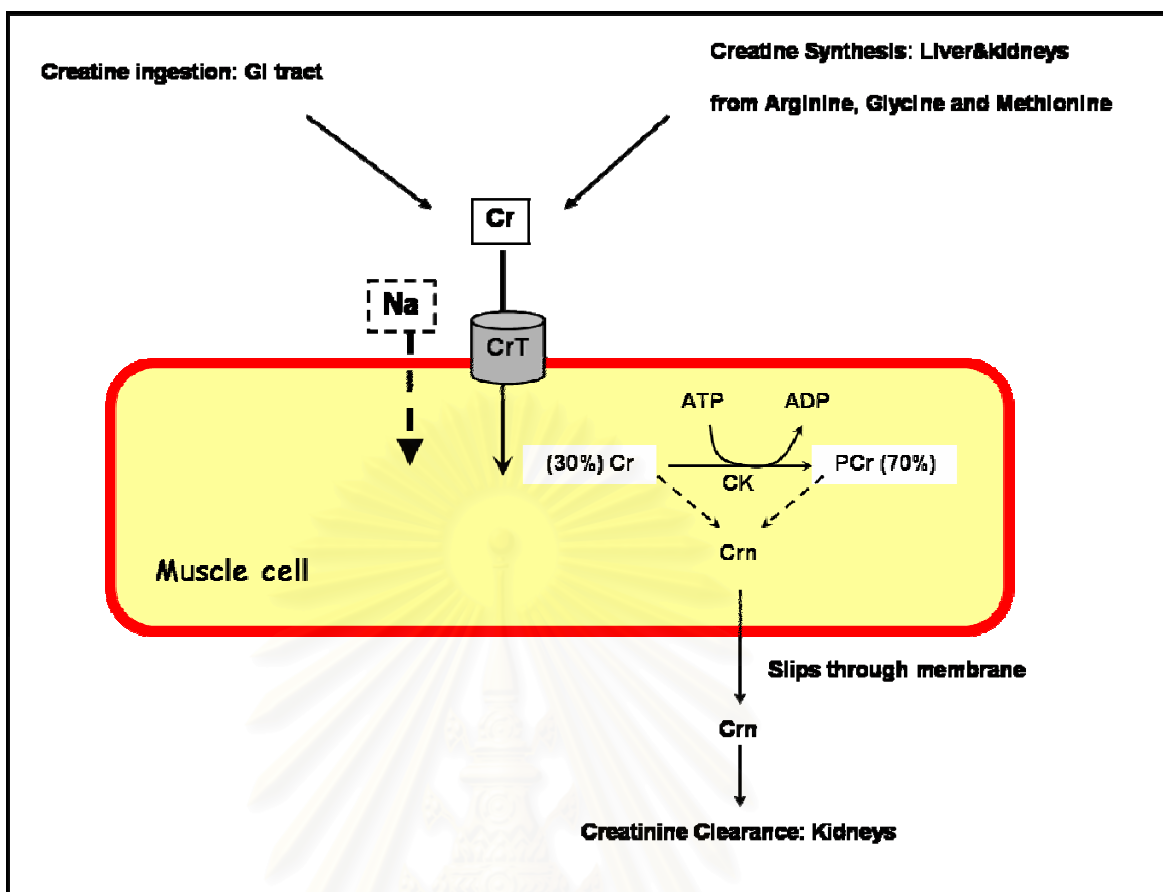 Creatine ingestion: GI tract
Creatine Synthesis: Liver&kidneys
from Arginine, Glycine and Methionine
Cr
Na
CrT
ATP ADP
(30%) Cr PCr (70%)
CK
Crn
Muscle cell
Slips through membrane
Crn
Creatinine Clearance: Kidneys